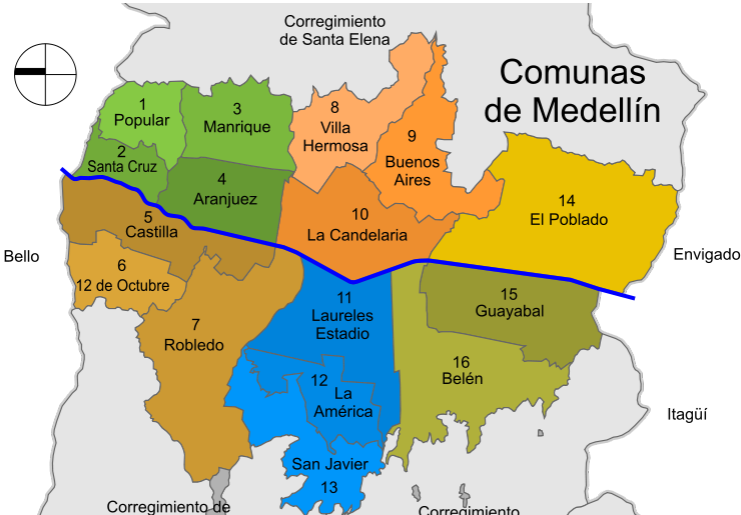 Corregimiento
de Santa Elena
Comunas
de Medellín
1
Popular
3
Manrique
8
Villa
Hermosa
9
Buenos
Aires
2
Santa Cruz
4
Aranjuez
14
El Poblado
5
Castilla
10
La Candelaria
Bello
Envigado
6
12 de Octubre
7
Robledo
11
Laureles
Estadio
15
Guayabal
16
Belén
12
La
América
Itagüí
San Javier
13
Corregimiento de
Corregimiento